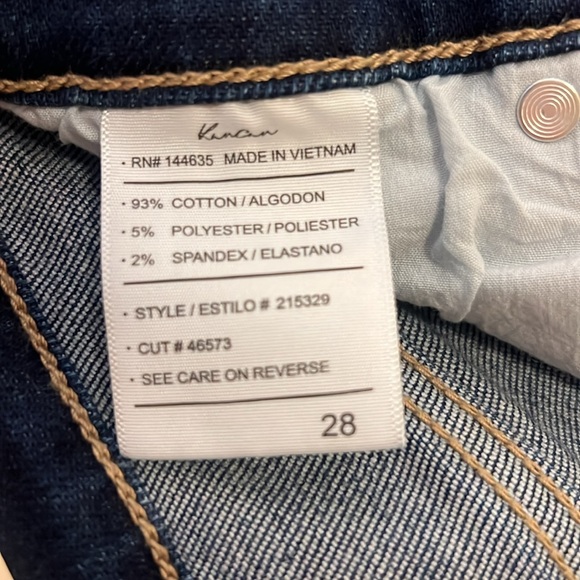 Kancan
· RN# 144635 MADE IN VIETNAM
· 93% COTTON / ALGODON
· 5% POLYESTER / POLIESTER
· 2% SPANDEX / ELASTANO
· STYLE / ESTILO # 215329
· CUT # 46573
· SEE CARE ON REVERSE
28